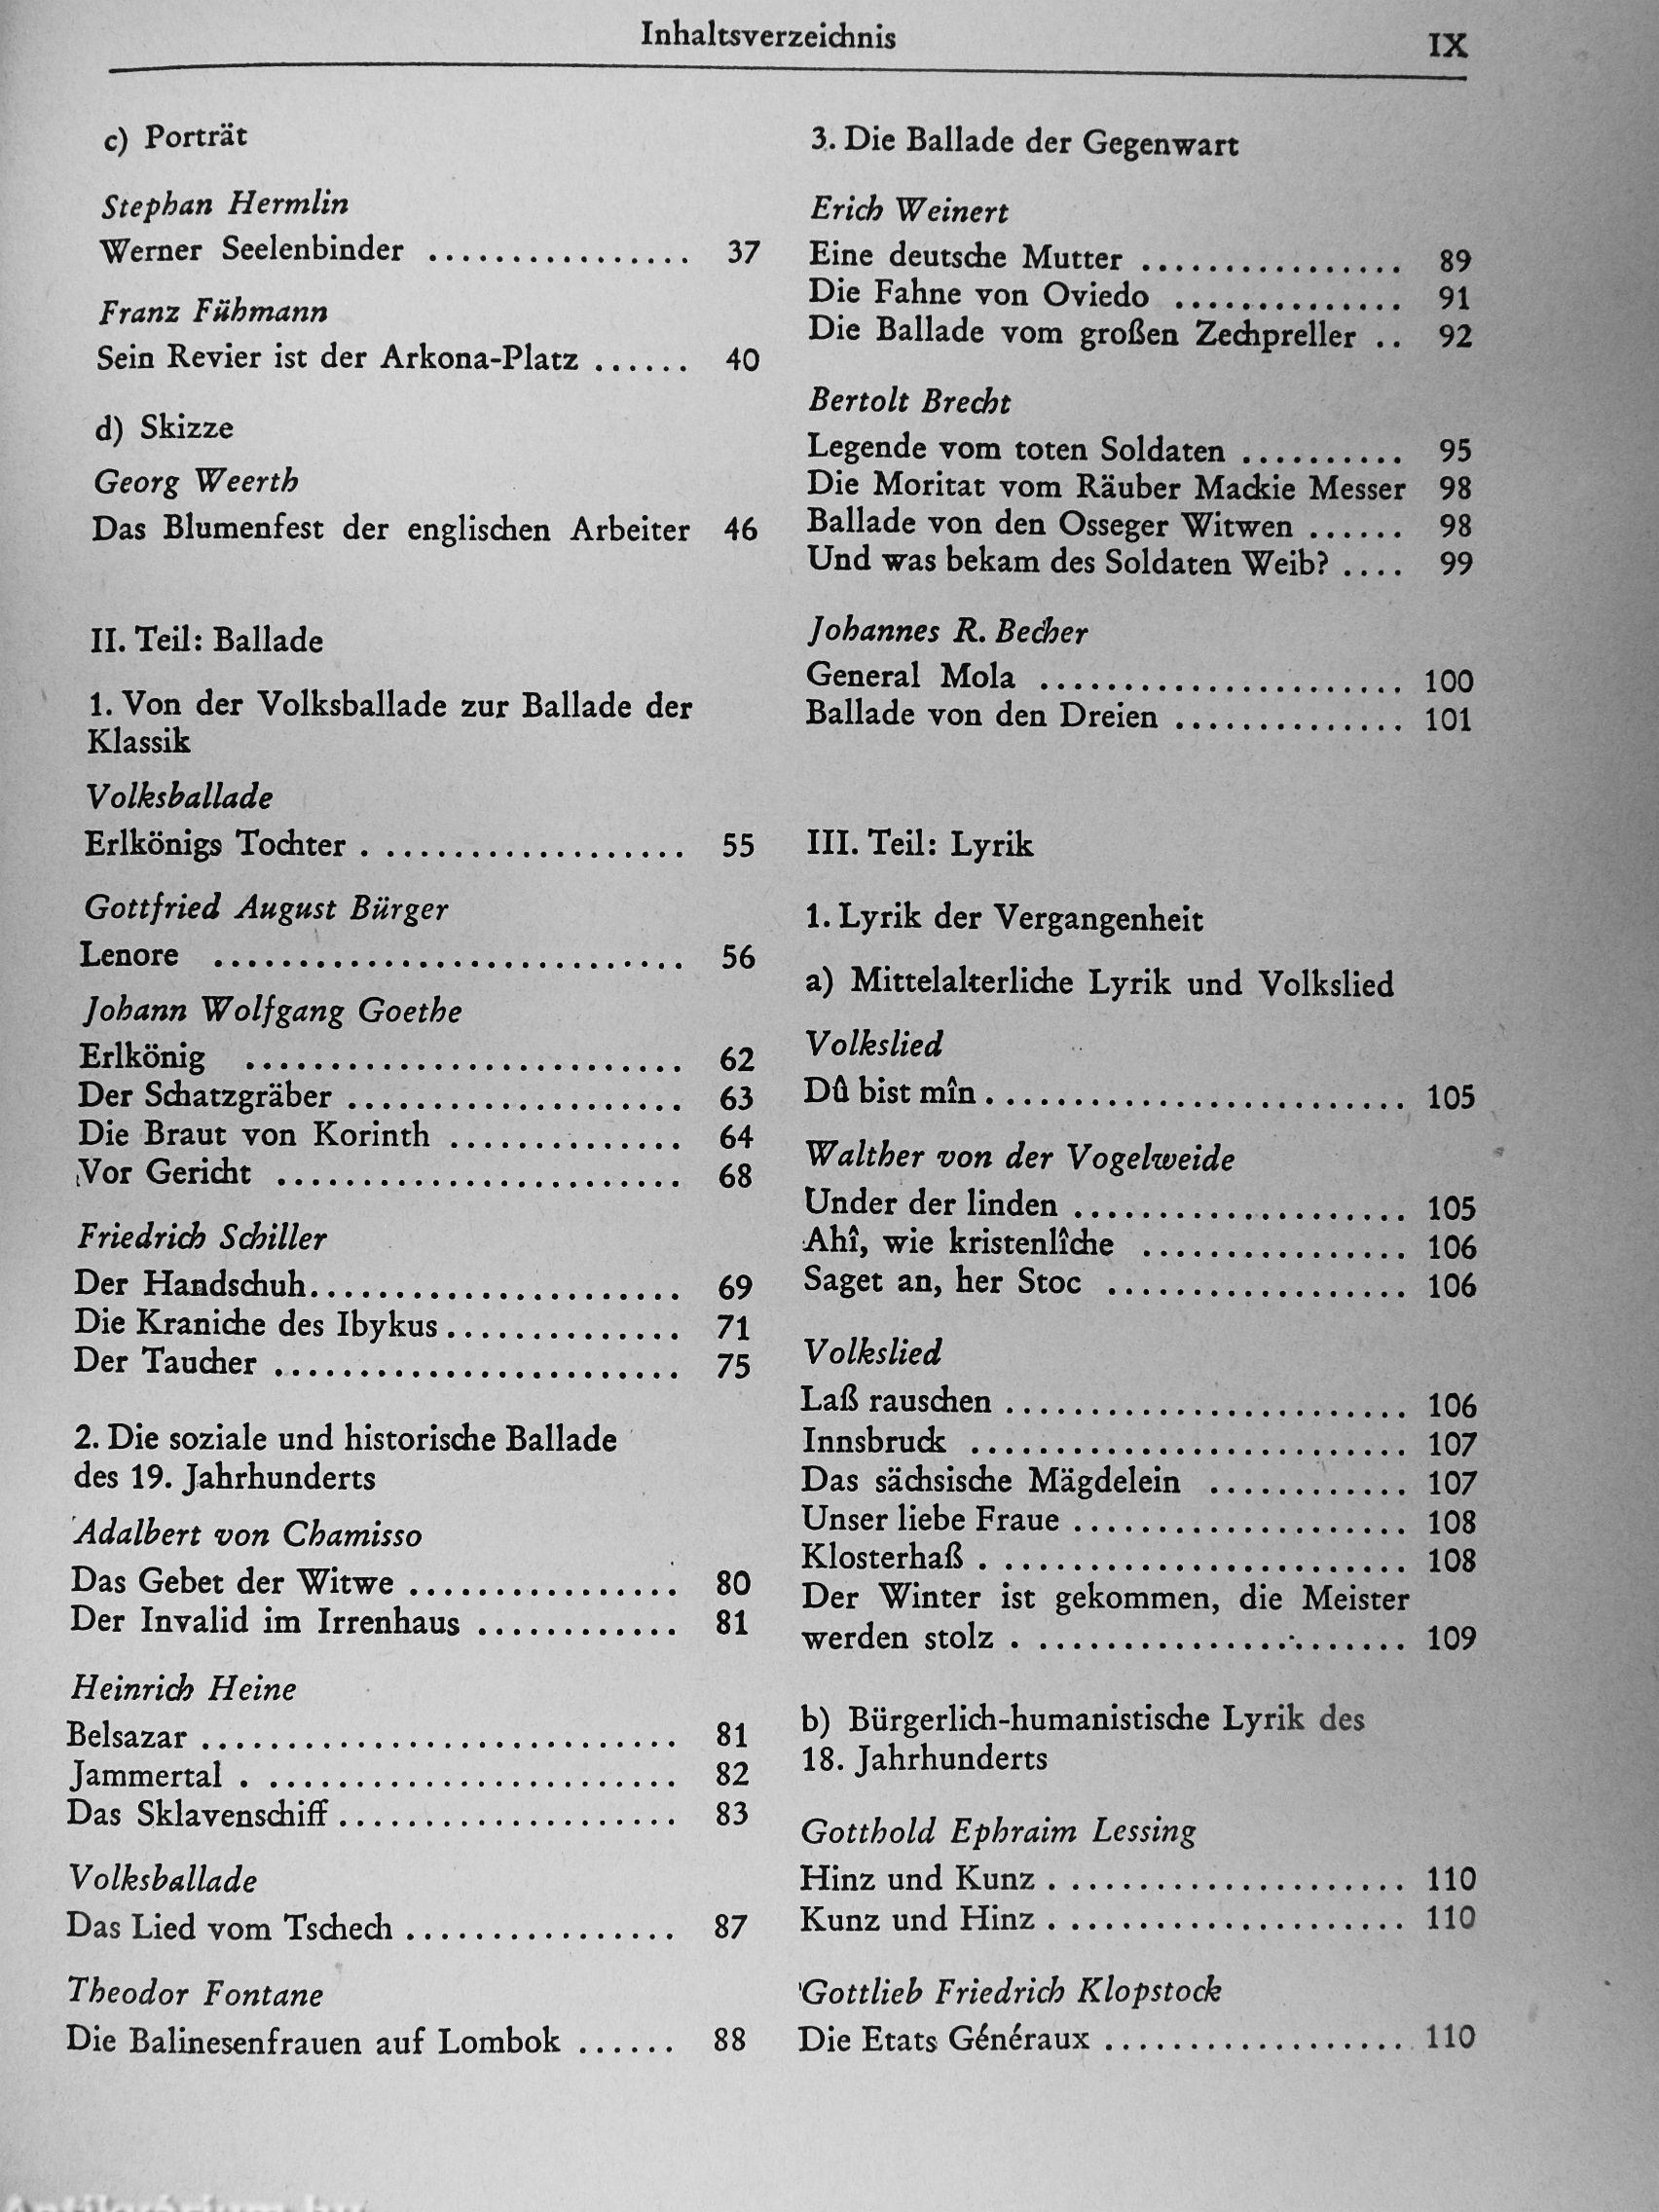 Inhaltsverzeichnis IX
c) Porträt
Stephan Hermlin
Werner Seelenbinder ................ 37
Franz Fühmann
Sein Revier ist der Arkona-Platz ...... 40
d) Skizze
Georg Weerth
Das Blumenfest der englischen Arbeiter 46
II. Teil: Ballade
1. Von der Volksballade zur Ballade der
Klassik
Volksballade
Erlkönigs Tochter . .................. 55
Gottfried August Bürger
Lenore ............................ 56
Johann Wolfgang Goethe
Erlkönig .......................... 62
Der Schatzgräber .................... 63
Die Braut von Korinth .............. 64
Vor Gericht ........................ 68
Friedrich Schiller
Der Handschuh...................... 69
Die Kraniche des Ibykus.............. 71
Der Taucher ........................ 75
2. Die soziale und historische Ballade
des 19. Jahrhunderts
Adalbert von Chamisso
Das Gebet der Witwe ................ 80
Der Invalid im Irrenhaus ............ 81
Heinrich Heine
Belsazar ............................ 81
Jammertal . ........................ 82
Das Sklavenschiff .................... 83
Volksballade
Das Lied vom Tschech ................ 87
Theodor Fontane
Die Balinesenfrauen auf Lombok ...... 88
3. Die Ballade der Gegenwart
Erich Weinert
Eine deutsche Mutter ................ 89
Die Fahne von Oviedo .............. 91
Die Ballade vom großen Zechpreller .. 92
Bertolt Brecht
Legende vom toten Soldaten .......... 95
Die Moritat vom Räuber Mackie Messer 98
Ballade von den Osseger Witwen ...... 98
Und was bekam des Soldaten Weib? .... 99
Johannes R. Becher
General Mola ...................... 100
Ballade von den Dreien .............. 101
III. Teil: Lyrik
1. Lyrik der Vergangenheit
a) Mittelalterliche Lyrik und Volkslied
Volkslied
Dû bist mîn......................... 105
Walther von der Vogelweide
Under der linden .................... 105
Ahî, wie kristenlîche ................ 106
Saget an, her Stoc .................. 106
Volkslied
Laß rauschen ........................ 106
Innsbruck .......................... 107
Das sächsische Mägdelein ............ 107
Unser liebe Fraue .................... 108
Klosterhaß . ........................ 108
Der Winter ist gekommen, die Meister
werden stolz . ...................... 109
b) Bürgerlich-humanistische Lyrik des
18. Jahrhunderts
Gotthold Ephraim Lessing
Hinz und Kunz . .................... 110
Kunz und Hinz . .................... 110
Gottlieb Friedrich Klopstock
Die Etats Généraux .................. 110